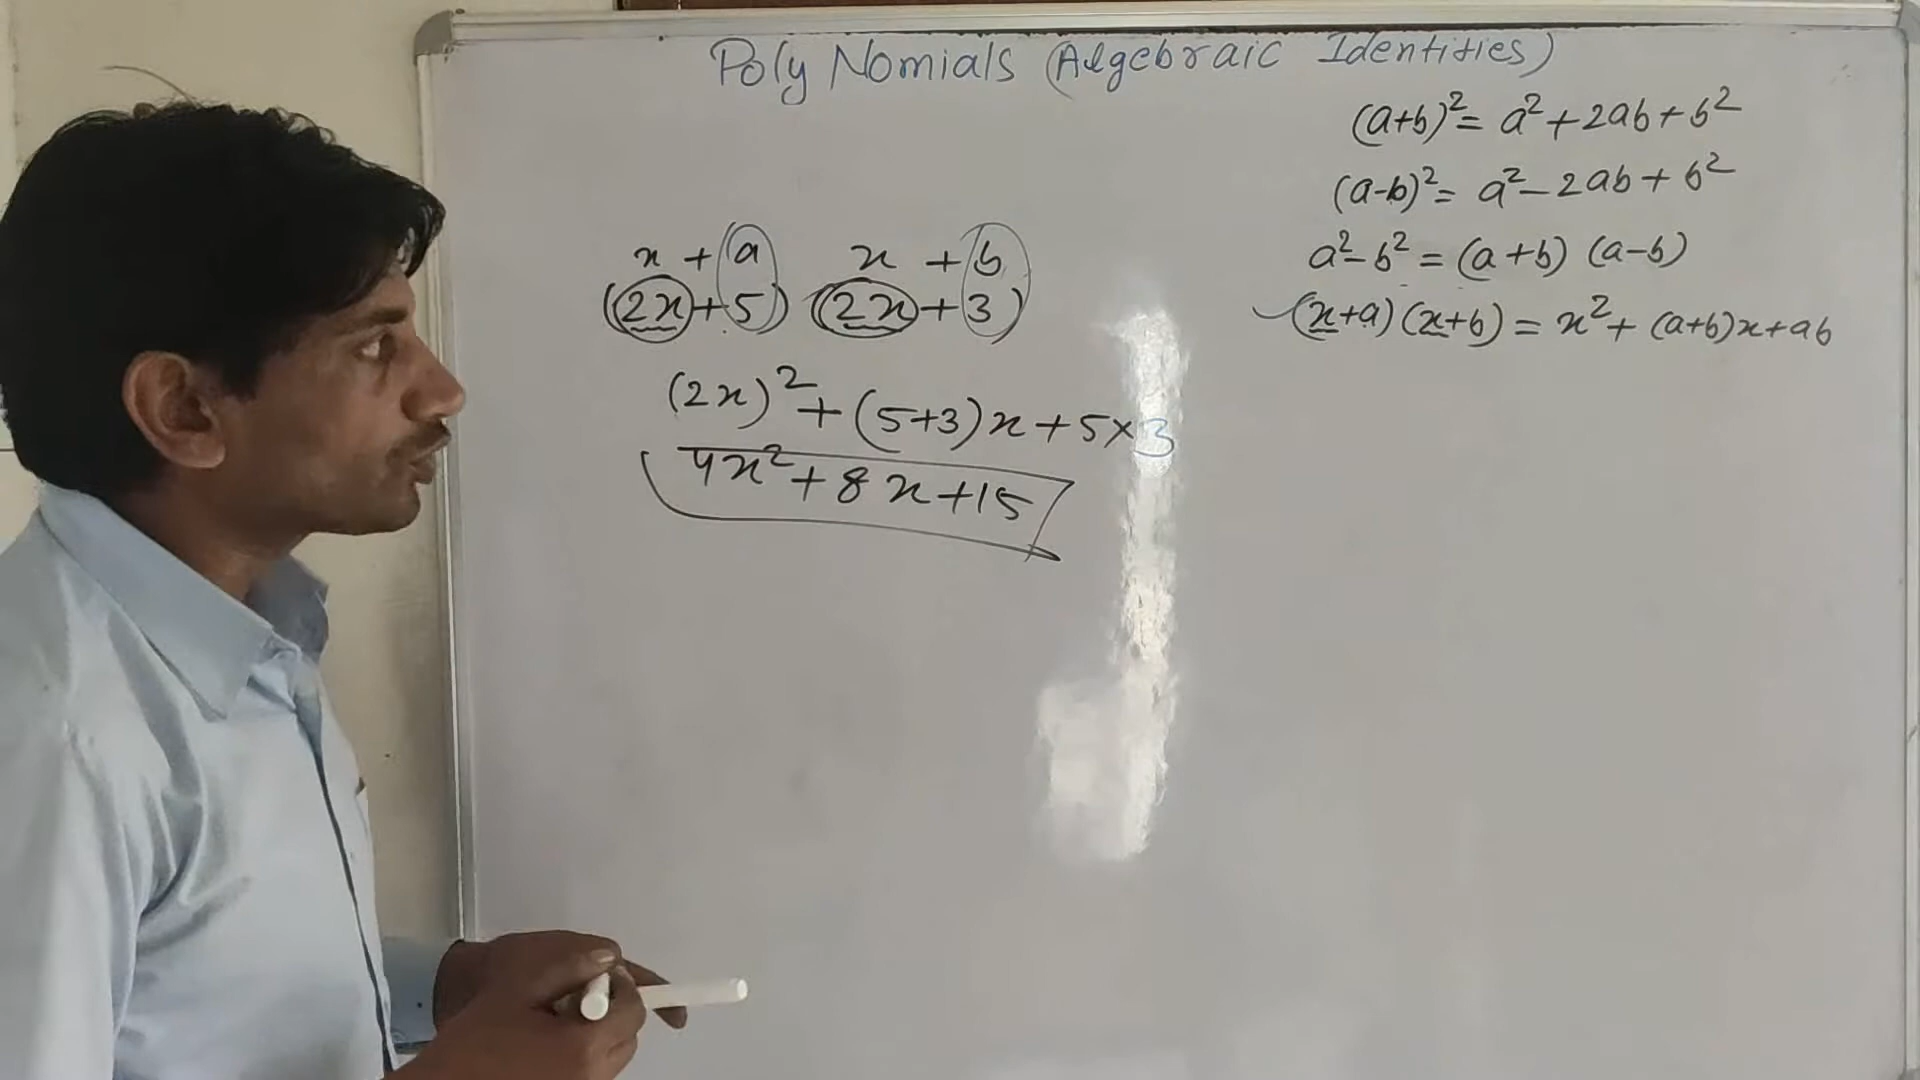 Poly Nomials (Algebraic Identities)
(a+b)²= a²+2ab+b²
(a-b)²= a²-2ab+b²
a²-b² = (a+b) (a-b)
(x+a)(x+b) = x²+(a+b)x+ab
x + a x + b
(2x+5) (2x+3)
(2x)²+(5+3)x+5×3
4x²+8x+15